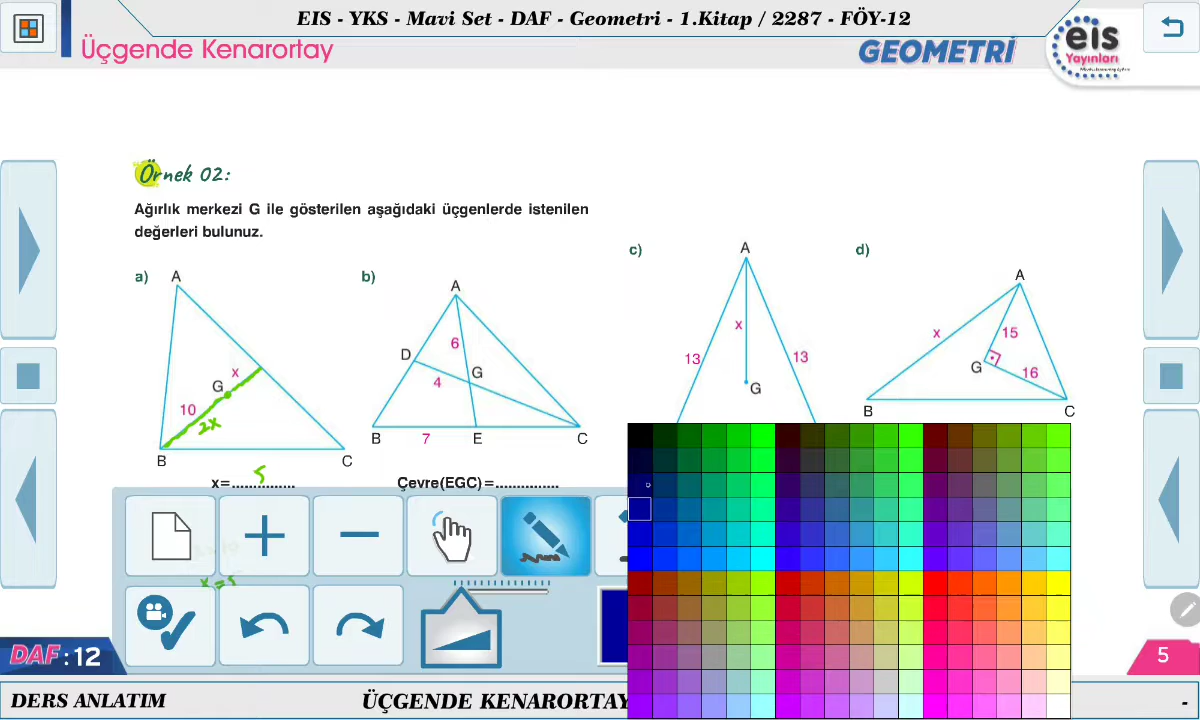 EIS - YKS - Mavi Set - DAF - Geometri - 1.Kitap / 2287 - FÖY-12
Üçgende Kenarortay
GEOMETRİ
eis
Yayınları
Örnek 02:
Ağırlık merkezi G ile gösterilen aşağıdaki üçgenlerde istenilen
değerleri bulunuz.
a)
A
G
x
10
2x
B
C
x=............... 5
b)
A
D
6
G
4
B
7
E
C
Çevre(EGC)=...............
c)
A
x
13
13
G
d)
A
x
15
G
16
B
C
x=5
DAF:12
5
DERS ANLATIM
ÜÇGENDE KENARORTAY
-